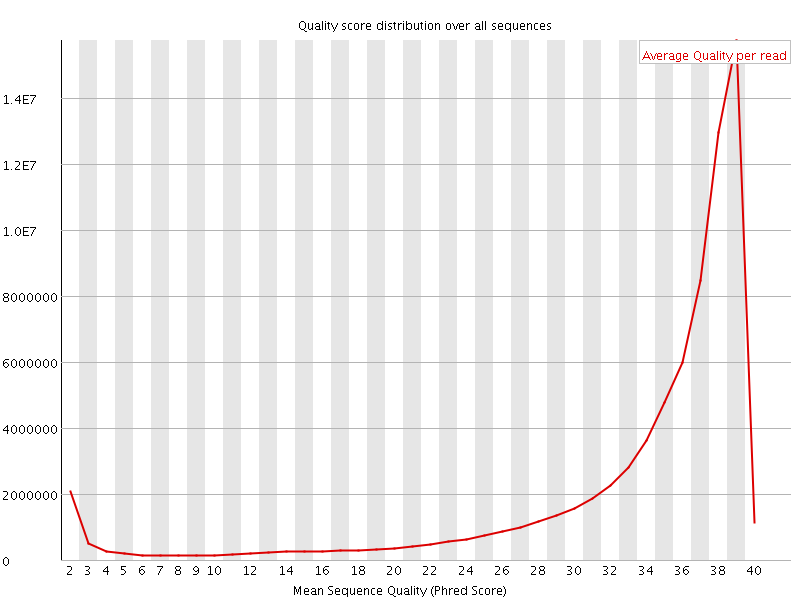 Quality score distribution over all sequences
Average Quality per read
1.4E7
1.2E7
1.0E7
8000000
6000000
4000000
2000000
0
2 3 4 5 6 7 8 9 10 12 14 16 18 20 22 24 26 28 30 32 34 36 38 40
Mean Sequence Quality (Phred Score)